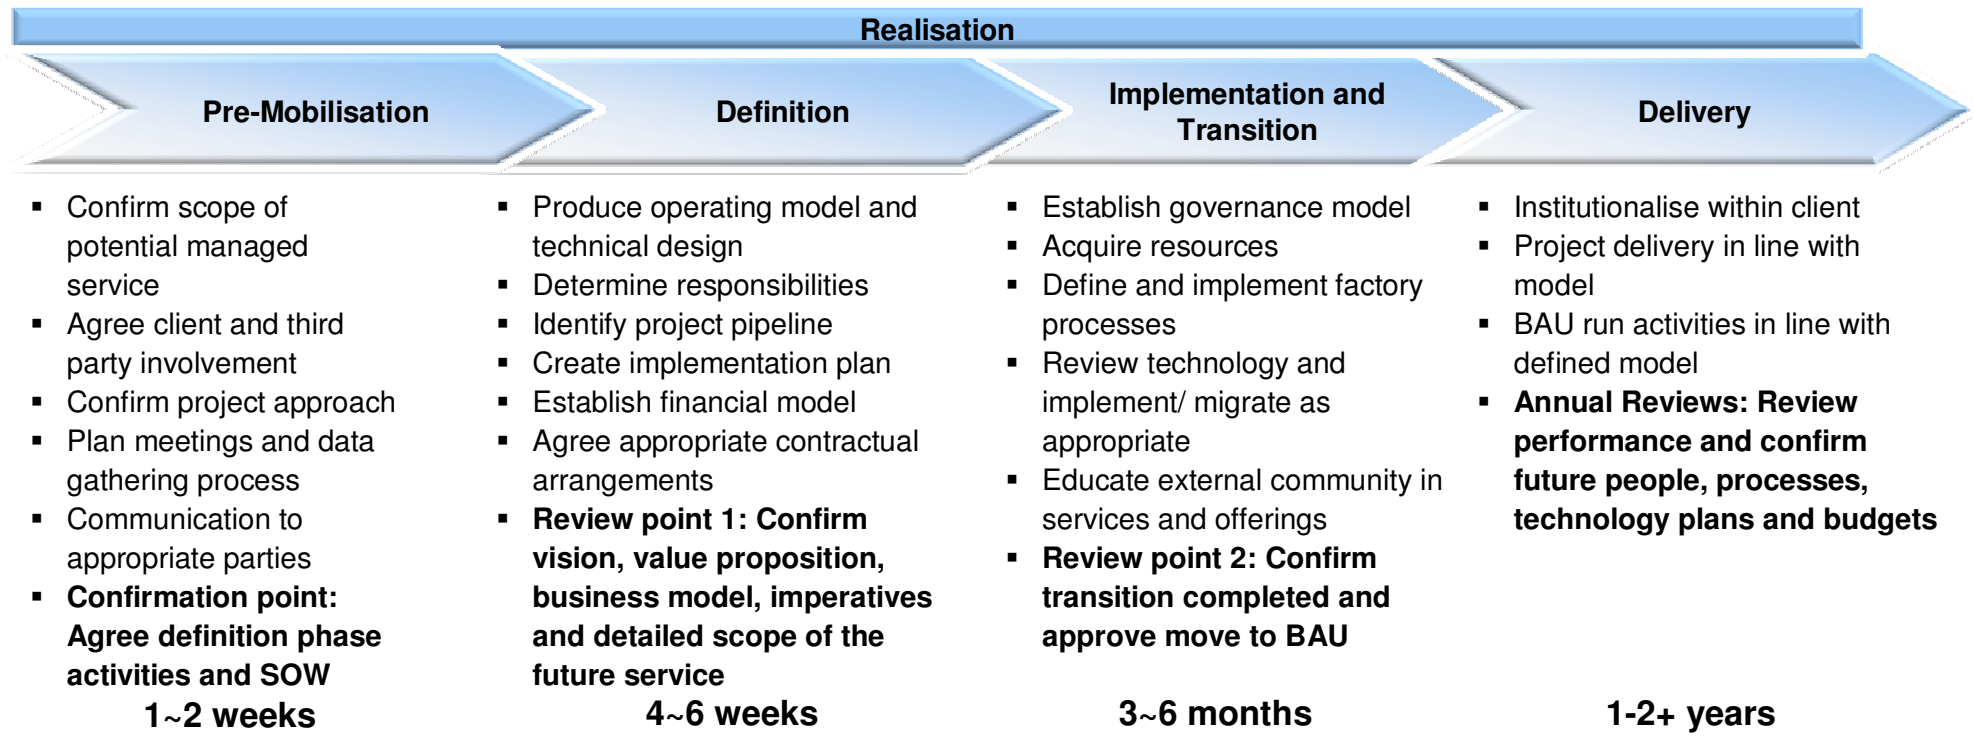 Realisation
Pre-Mobilisation
Definition
Implementation and
Transition
Delivery
▪ Confirm scope of
potential managed
service
▪ Agree client and third
party involvement
▪ Confirm project approach
▪ Plan meetings and data
gathering process
▪ Communication to
appropriate parties
▪ Confirmation point:
Agree definition phase
activities and SOW
1~2 weeks
▪ Produce operating model and
technical design
▪ Determine responsibilities
▪ Identify project pipeline
▪ Create implementation plan
▪ Establish financial model
▪ Agree appropriate contractual
arrangements
▪ Review point 1: Confirm
vision, value proposition,
business model, imperatives
and detailed scope of the
future service
4~6 weeks
▪ Establish governance model
▪ Acquire resources
▪ Define and implement factory
processes
▪ Review technology and
implement/ migrate as
appropriate
▪ Educate external community in
services and offerings
▪ Review point 2: Confirm
transition completed and
approve move to BAU
3~6 months
▪ Institutionalise within client
▪ Project delivery in line with
model
▪ BAU run activities in line with
defined model
▪ Annual Reviews: Review
performance and confirm
future people, processes,
technology plans and budgets
1-2+ years